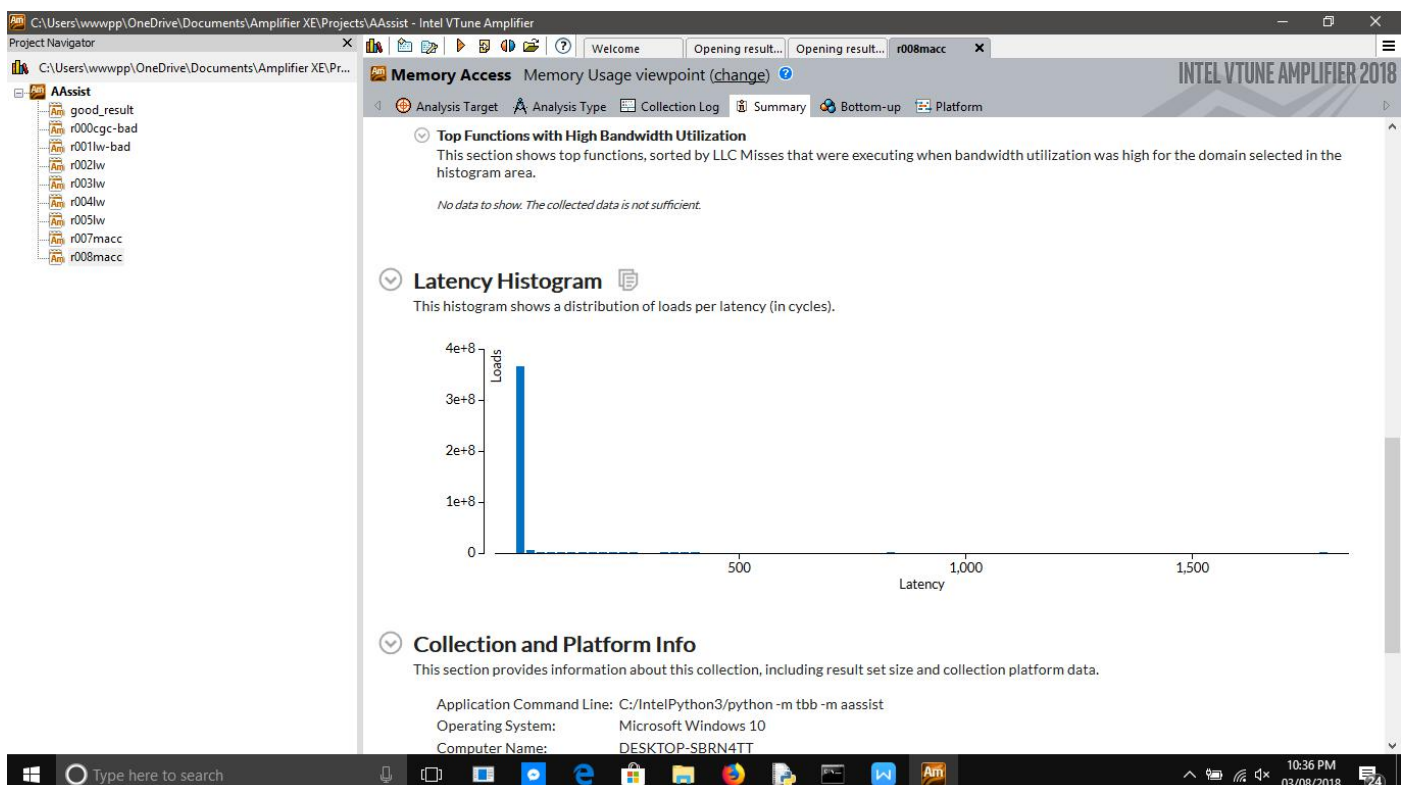 C:\Users\wwwpp\OneDrive\Documents\Amplifier XE\Projects\AAssist - Intel VTune Amplifier
Project Navigator
C:\Users\wwwpp\OneDrive\Documents\Amplifier XE\Pr...
AAssist
good_result
r000cgc-bad
r001lw-bad
r002lw
r003lw
r004lw
r005lw
r007macc
r008macc
Welcome
Opening result...
Opening result...
r008macc
Memory Access Memory Usage viewpoint (change)
INTEL VTUNE AMPLIFIER 2018
Analysis Target
Analysis Type
Collection Log
Summary
Bottom-up
Platform
Top Functions with High Bandwidth Utilization
This section shows top functions, sorted by LLC Misses that were executing when bandwidth utilization was high for the domain selected in the
histogram area.
No data to show. The collected data is not sufficient.
Latency Histogram
This histogram shows a distribution of loads per latency (in cycles).
4e+8
Loads
3e+8
2e+8
1e+8
0
500
1,000
1,500
Latency
Collection and Platform Info
This section provides information about this collection, including result set size and collection platform data.
Application Command Line: C:/IntelPython3/python -m tbb -m aassist
Operating System: Microsoft Windows 10
Computer Name: DESKTOP-SBRN4TT
Type here to search
Am
10:36 PM
03/08/2018
24